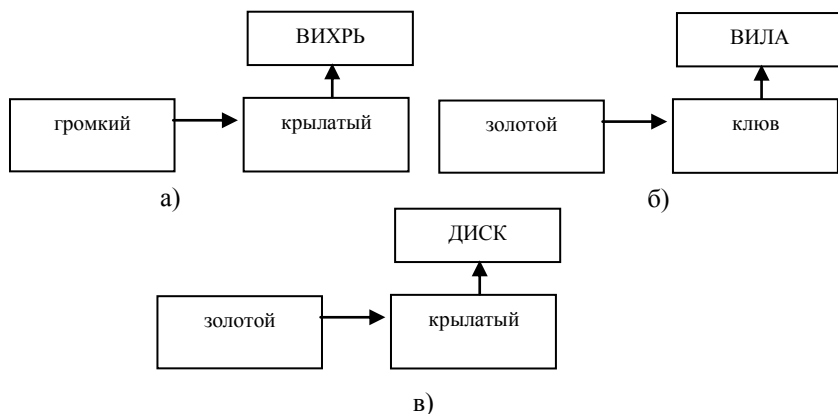 ВИХРЬ
громкий
крылатый
а)
ВИЛА
золотой
клюв
б)
ДИСК
золотой
крылатый
в)